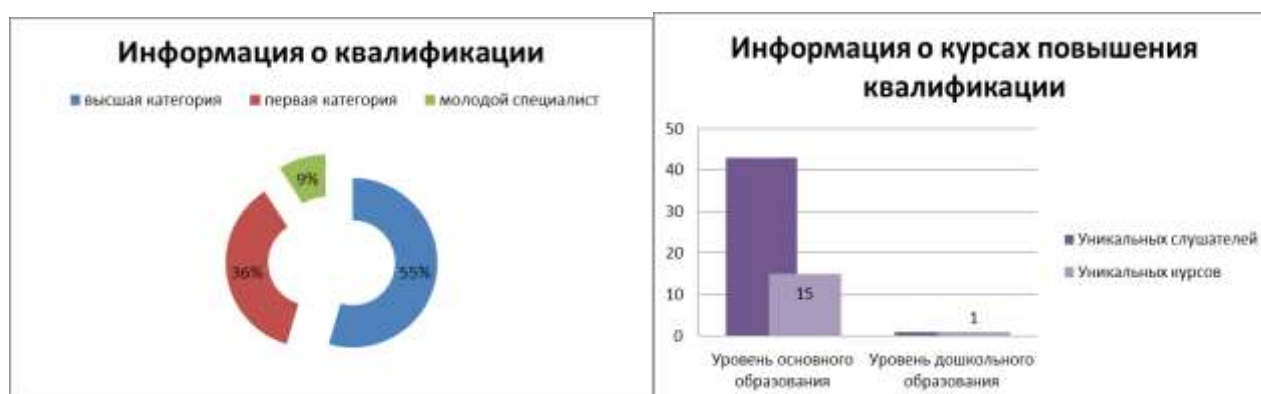 Информация о квалификации
высшая категория первая категория молодой специалист
9%
36%
55%
Информация о курсах повышения
квалификации
50
40
30
20
10
0
15
1
Уровень основного
образования
Уровень дошкольного
образования
Уникальных слушателей
Уникальных курсов